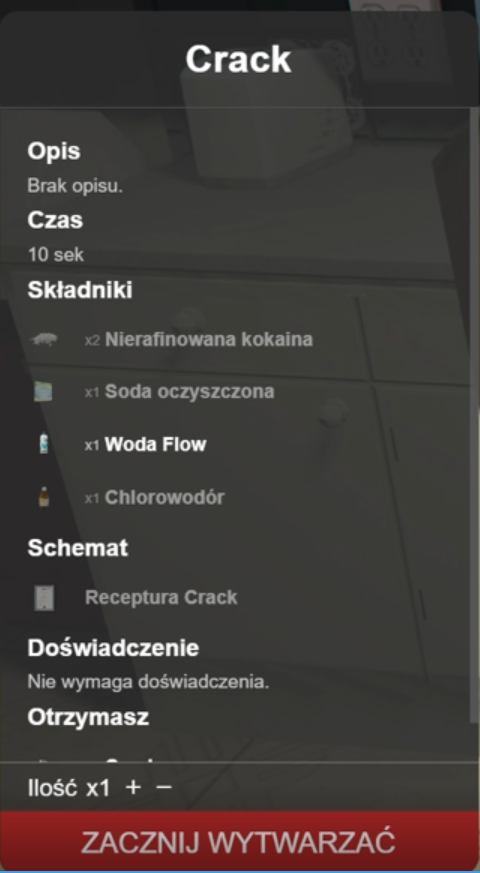 Crack
Opis
Brak opisu.
Czas
10 sek
Składniki
x2 Nierafinowana kokaina
x1 Soda oczyszczona
x1 Woda Flow
x1 Chlorowodór
Schemat
Receptura Crack
Doświadczenie
Nie wymaga doświadczenia.
Otrzymasz
Ilość x1 + −
ZACZNIJ WYTWARZAĆ